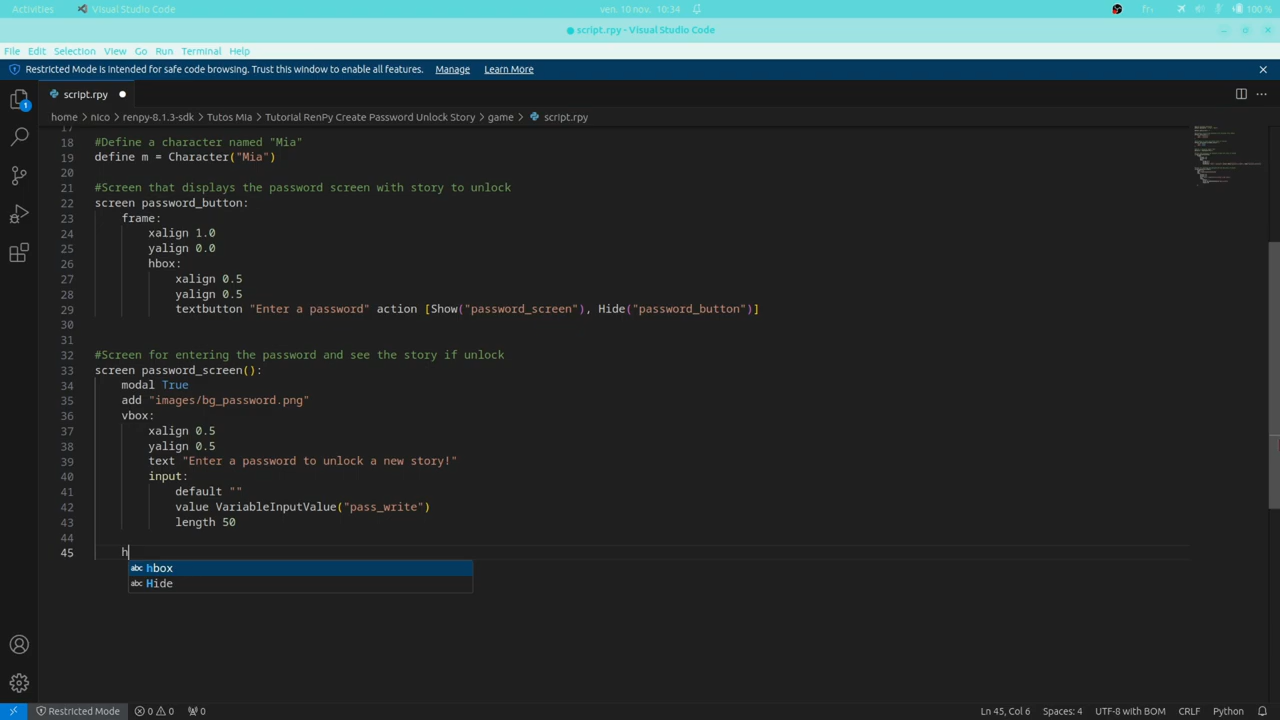 Activities
Visual Studio Code
ven. 10 nov. 10:34
fr₁
100 %
script.rpy - Visual Studio Code
File Edit Selection View Go Run Terminal Help
Restricted Mode is intended for safe code browsing. Trust this window to enable all features. Manage Learn More
script.rpy
home > nico > renpy-8.1.3-sdk > Tutos Mia > Tutorial RenPy Create Password Unlock Story > game > script.rpy
1
17
18 #Define a character named "Mia"
19 define m = Character("Mia")
20
21 #Screen that displays the password screen with story to unlock
22 screen password_button:
23 frame:
24 xalign 1.0
25 yalign 0.0
26 hbox:
27 xalign 0.5
28 yalign 0.5
29 textbutton "Enter a password" action [Show("password_screen"), Hide("password_button")]
30
31
32 #Screen for entering the password and see the story if unlock
33 screen password_screen():
34 modal True
35 add "images/bg_password.png"
36 vbox:
37 xalign 0.5
38 yalign 0.5
39 text "Enter a password to unlock a new story!"
40 input:
41 default ""
42 value VariableInputValue("pass_write")
43 length 50
44
45 h
abc hbox
abc Hide
Restricted Mode 0 0 0
Ln 45, Col 6 Spaces: 4 UTF-8 with BOM CRLF Python